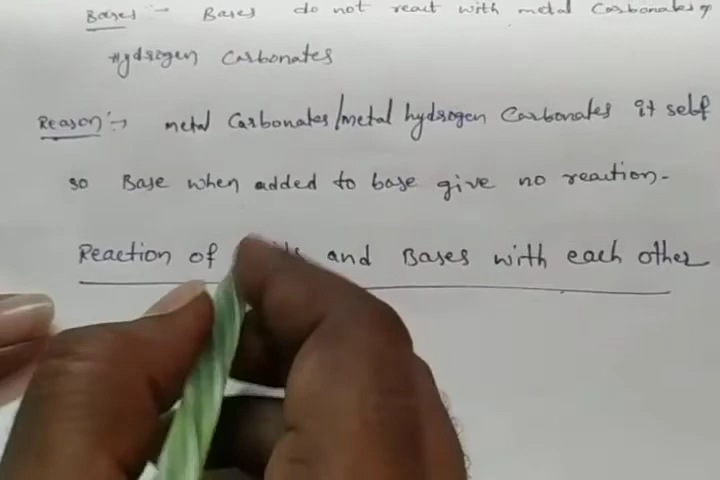 Bases :- Bases do not react with metal Carbonates
Hydrogen Carbonates
Reason :→ metal Carbonates/metal hydrogen Carbonates it self
so Base when added to base give no reaction.
Reaction of and Bases with each other